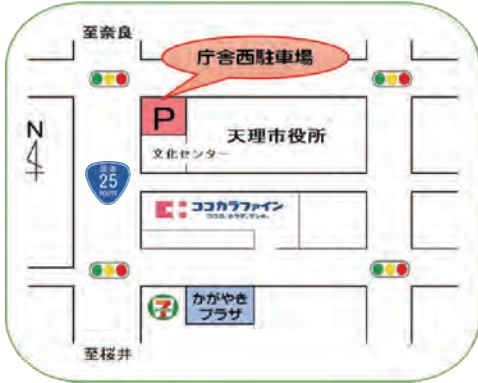 至奈良
庁舎西駐車場
P
天理市役所
文化センター
N
国道
25
ROUTE
ココカラファイン
ココロ、カラダ、ゲンキ。
7
かがやき
プラザ
至桜井